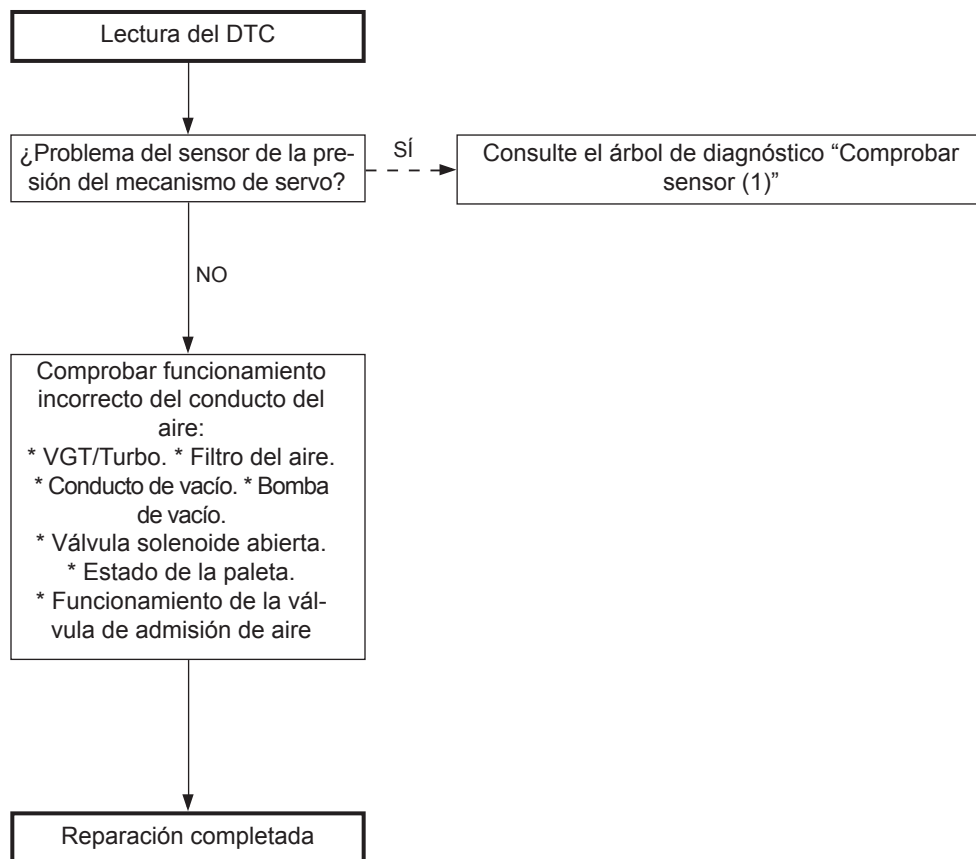 Lectura del DTC
¿Problema del sensor de la pre-
sión del mecanismo de servo?
SÍ
Consulte el árbol de diagnóstico “Comprobar
sensor (1)”
NO
Comprobar funcionamiento
incorrecto del conducto del
aire:
* VGT/Turbo. * Filtro del aire.
* Conducto de vacío. * Bomba
de vacío.
* Válvula solenoide abierta.
* Estado de la paleta.
* Funcionamiento de la vál-
vula de admisión de aire
Reparación completada